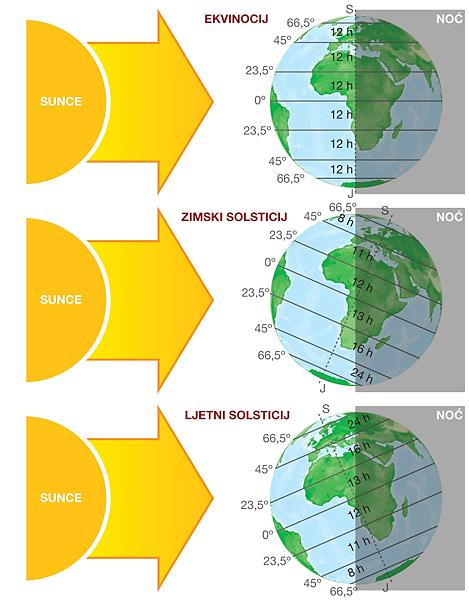 EKVINOCIJ
S
NOĆ
66,5°
45°
23,5°
0°
23,5°
45°
66,5°
12 h
12 h
12 h
12 h
12 h
12 h
SUNCE
J
ZIMSKI SOLSTICIJ
66,5°
S
NOĆ
45°
23,5°
0°
23,5°
45°
66,5°
8 h
11 h
12 h
13 h
16 h
24 h
SUNCE
J
LJETNI SOLSTICIJ
S
NOĆ
66,5°
45°
23,5°
0°
23,5°
45°
66,5°
24 h
16 h
13 h
12 h
11 h
8 h
SUNCE
J